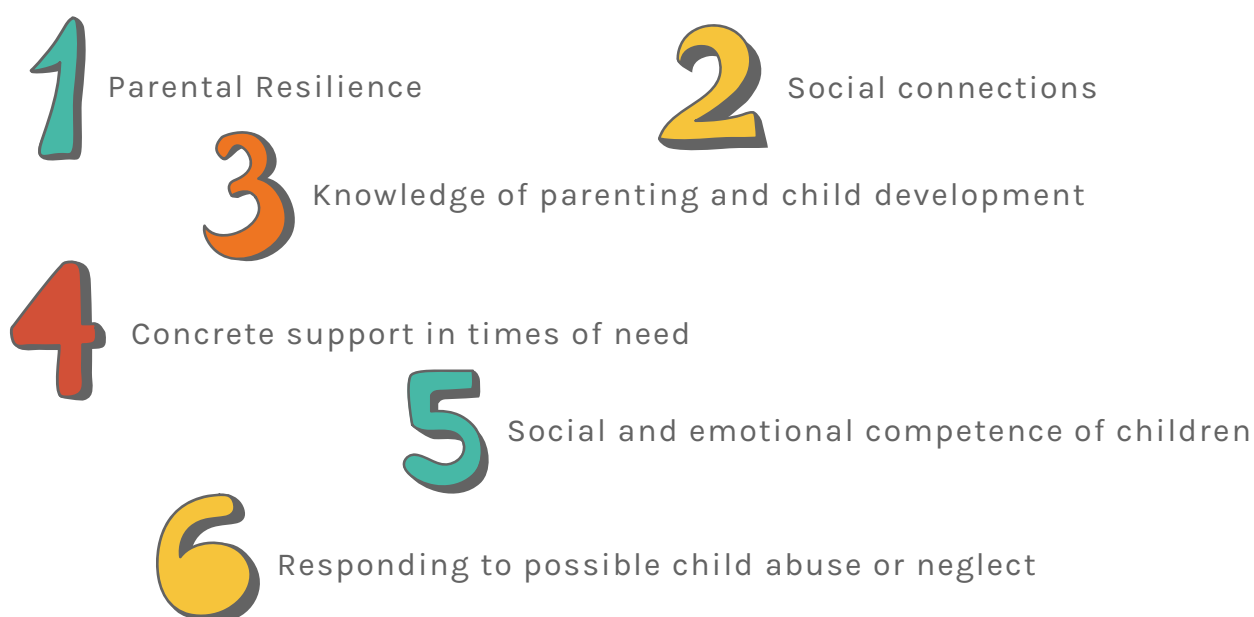 1 Parental Resilience
2 Social connections
3 Knowledge of parenting and child development
4 Concrete support in times of need
5 Social and emotional competence of children
6 Responding to possible child abuse or neglect